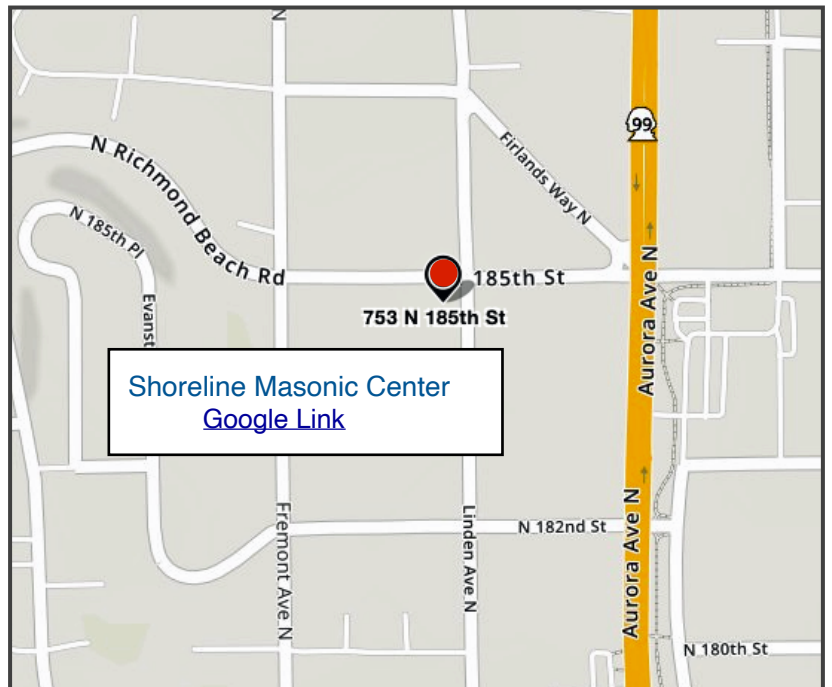 N
99
Firlands Way N
N Richmond Beach Rd
N 185th Pl
185th St
753 N 185th St
Evanst
Aurora Ave N
Shoreline Masonic Center
Google Link
Fremont Ave N
Linden Ave N
N 182nd St
Aurora Ave N
N 180th St